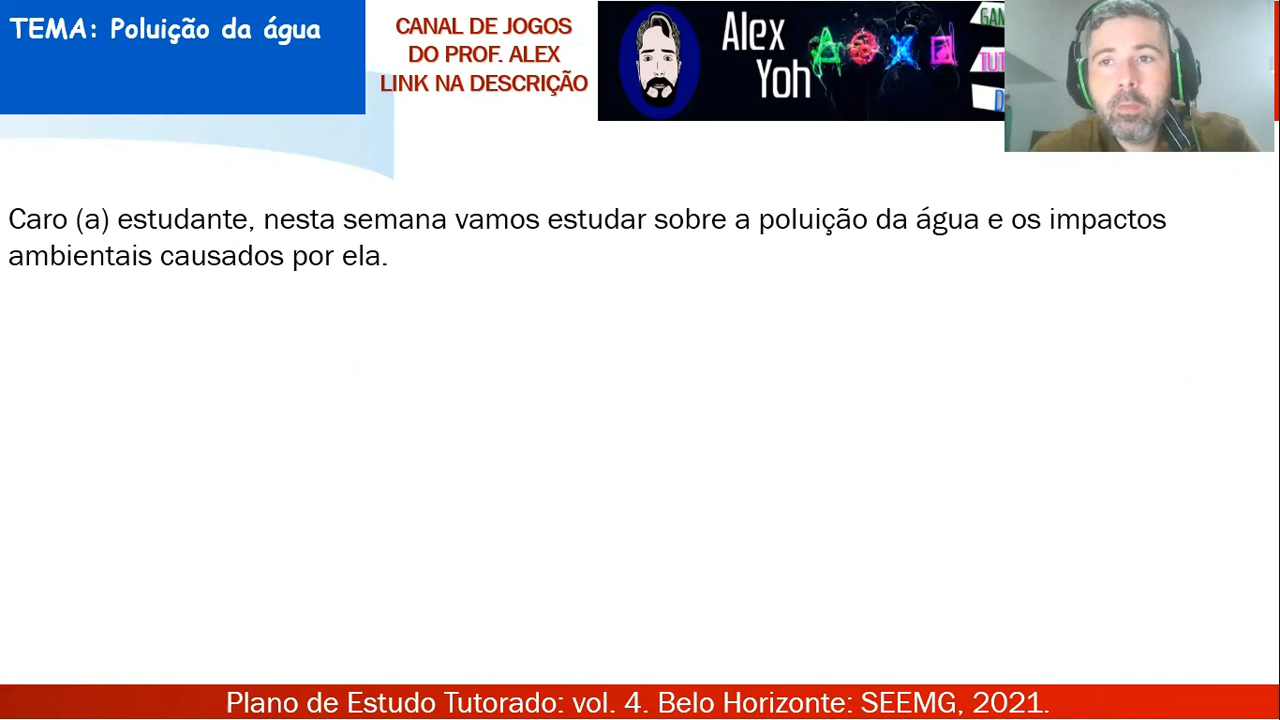 TEMA: Poluição da água
CANAL DE JOGOS
DO PROF. ALEX
LINK NA DESCRIÇÃO
Alex
Yoh
GAM
TUT
D
Caro (a) estudante, nesta semana vamos estudar sobre a poluição da água e os impactos
ambientais causados por ela.
Plano de Estudo Tutorado: vol. 4. Belo Horizonte: SEEMG, 2021.